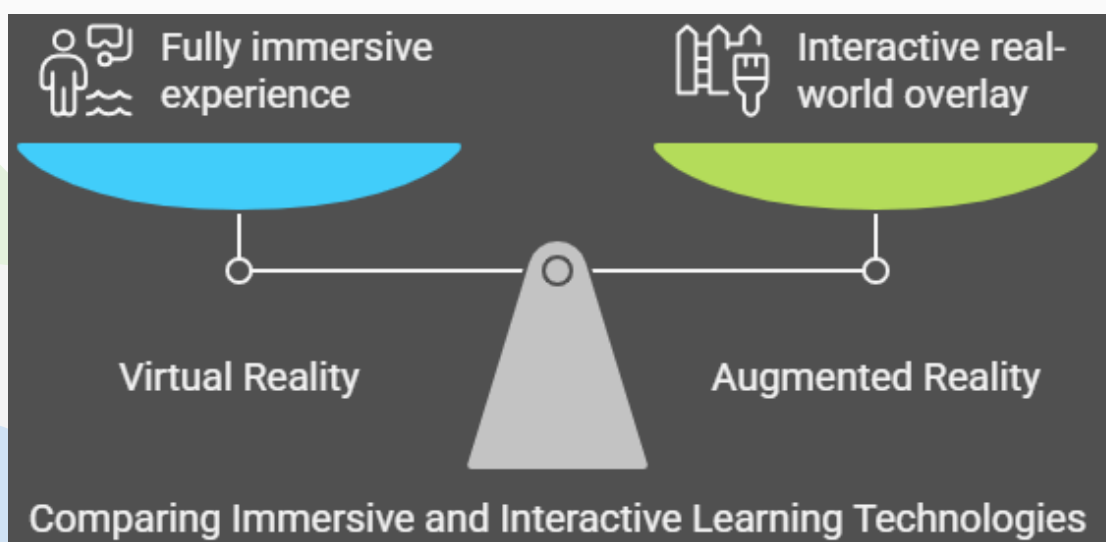 Fully immersive
experience
Interactive real-
world overlay
Virtual Reality
Augmented Reality
Comparing Immersive and Interactive Learning Technologies